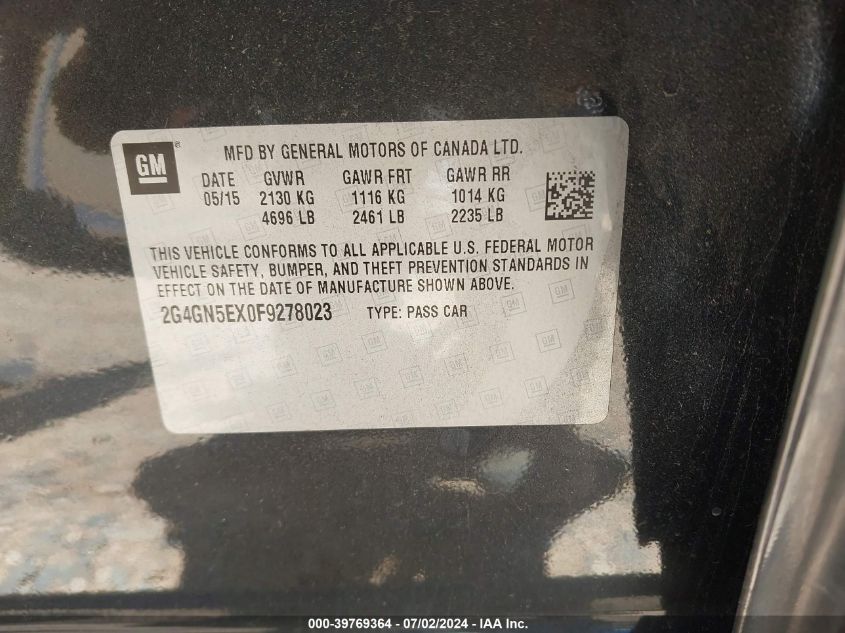 GM
MFD BY GENERAL MOTORS OF CANADA LTD.
DATE GVWR GAWR FRT GAWR RR
05/15 2130 KG 1116 KG 1014 KG
4696 LB 2461 LB 2235 LB
THIS VEHICLE CONFORMS TO ALL APPLICABLE U.S. FEDERAL MOTOR
VEHICLE SAFETY, BUMPER, AND THEFT PREVENTION STANDARDS IN
EFFECT ON THE DATE OF MANUFACTURE SHOWN ABOVE.
2G4GN5EX0F9278023 TYPE: PASS CAR
000-39769364 - 07/02/2024 - IAA Inc.